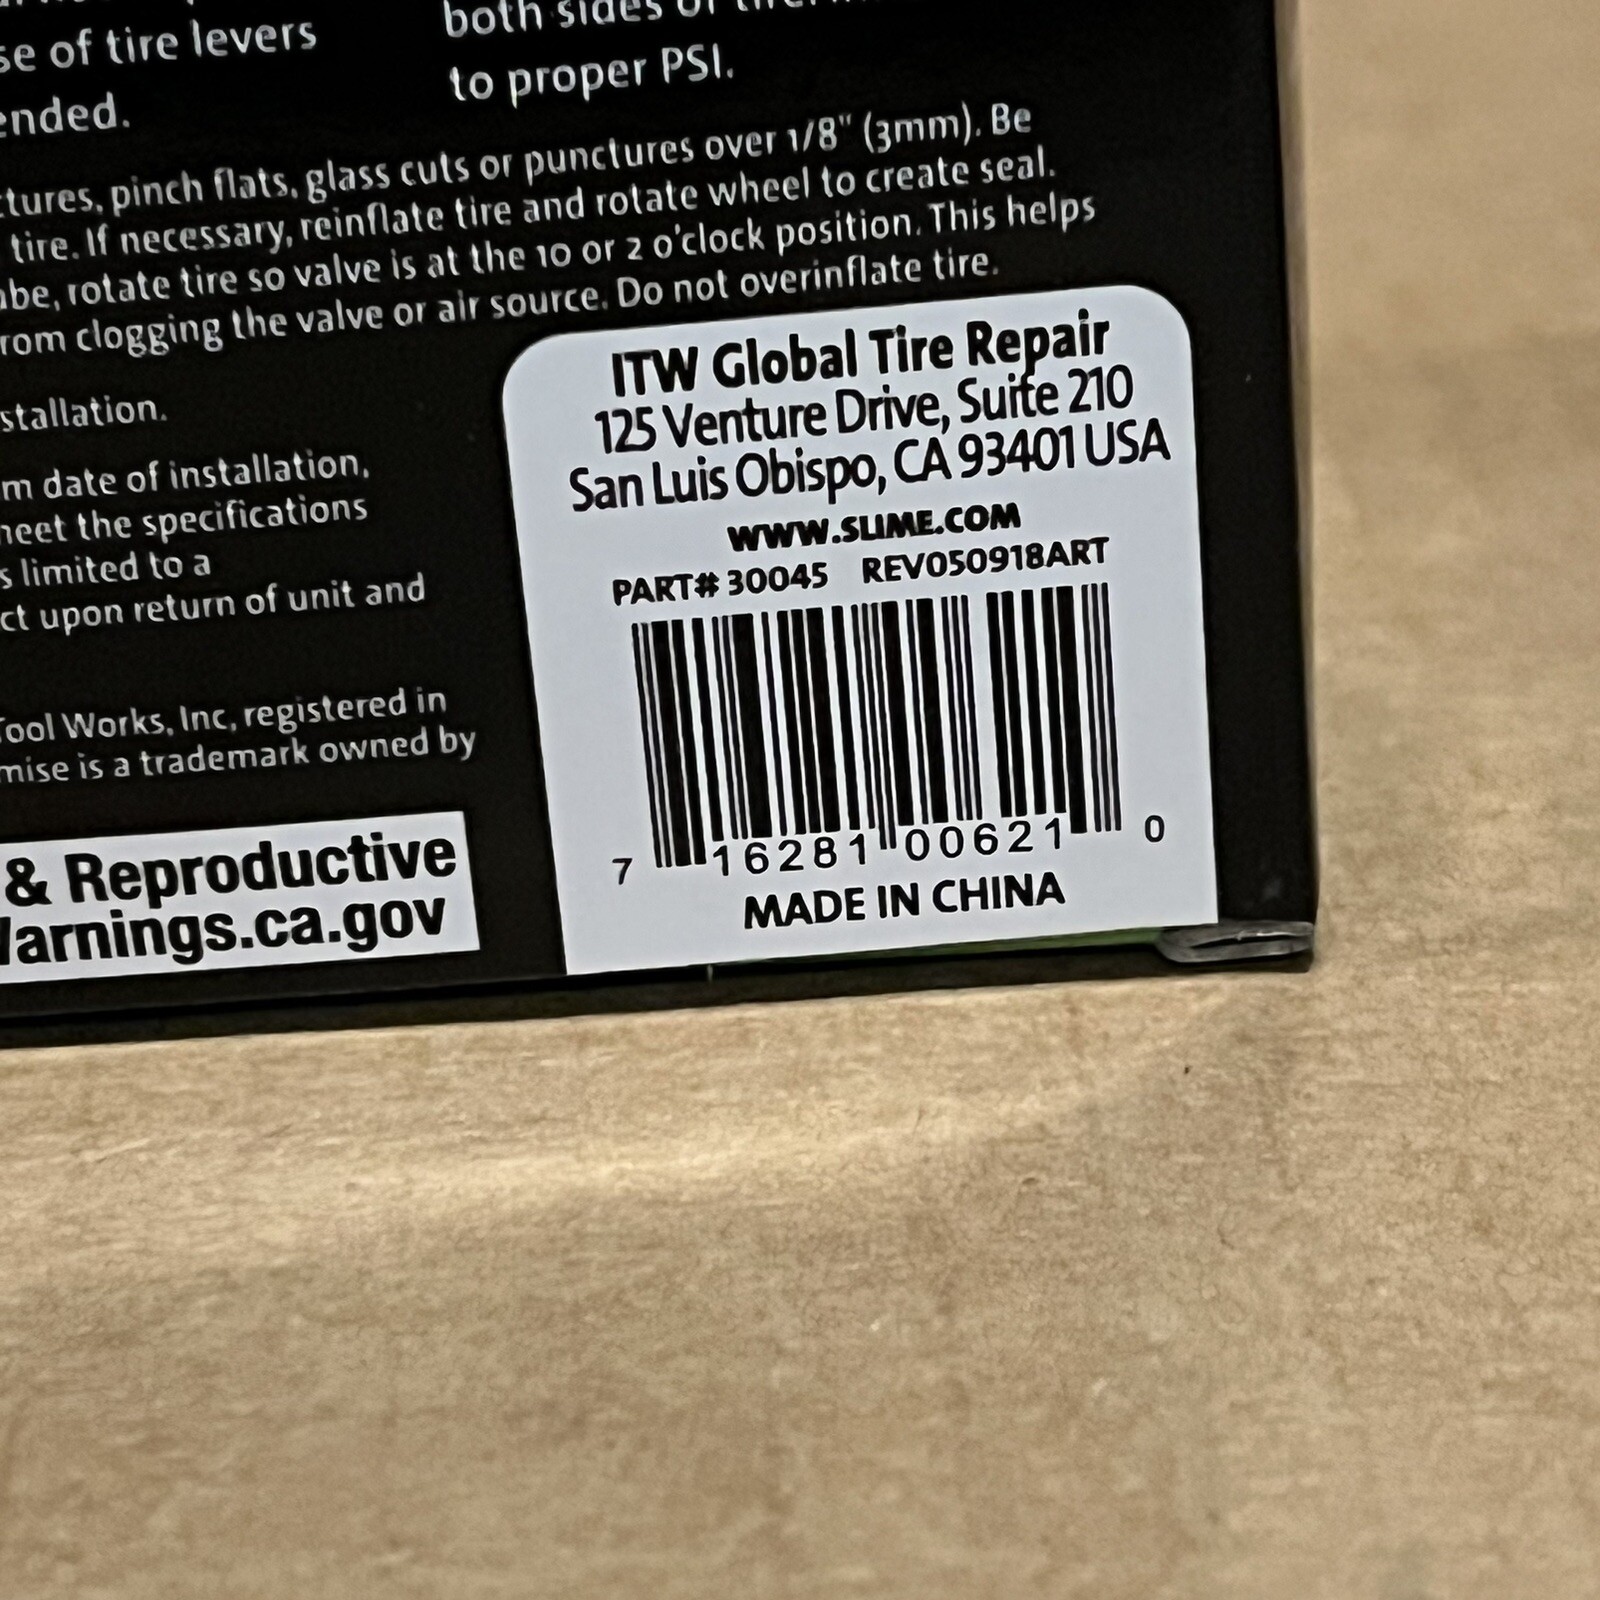 se of tire levers
ended.
both sides of
to proper PSI.
tures, pinch flats, glass cuts or punctures over 1/8" (3mm). Be
tire. If necessary, reinflate tire and rotate wheel to create seal.
be, rotate tire so valve is at the 10 or 2 o'clock position. This helps
rom clogging the valve or air source. Do not overinflate tire.
stallation.
m date of installation,
neet the specifications
s limited to a
ct upon return of unit and
Tool Works, Inc, registered in
mise is a trademark owned by
& Reproductive
Warnings.ca.gov
ITW Global Tire Repair
125 Venture Drive, Suite 210
San Luis Obispo, CA 93401 USA
WWW.SLIME.COM
PART# 30045 REV050918ART
7 16281 00621 0
MADE IN CHINA